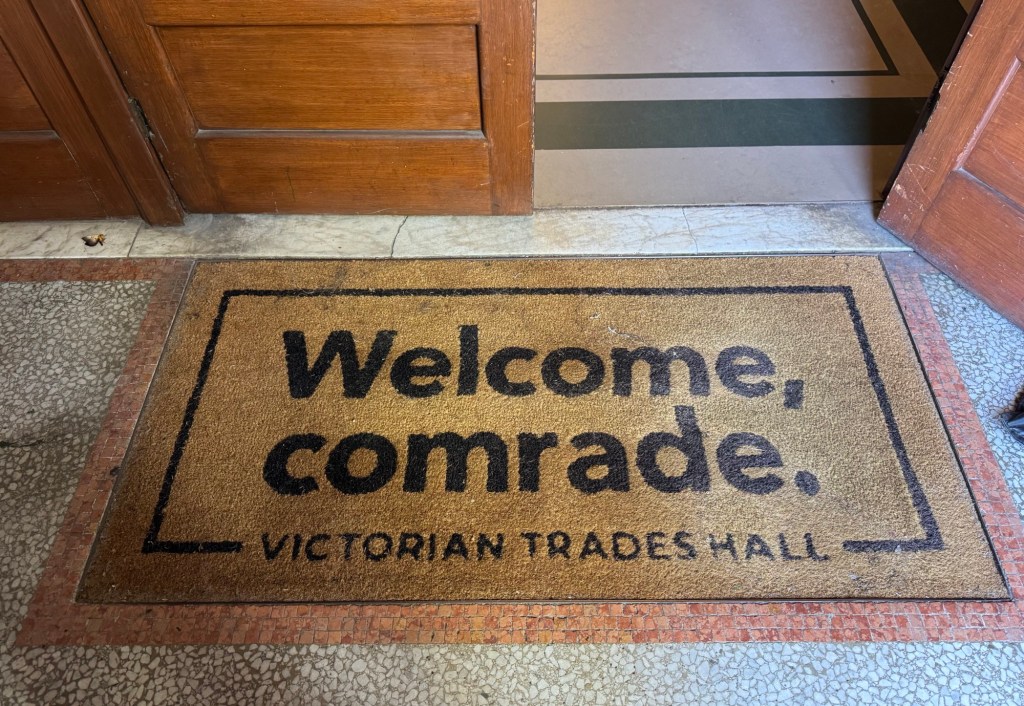 Welcome,
comrade.
VICTORIAN TRADES HALL